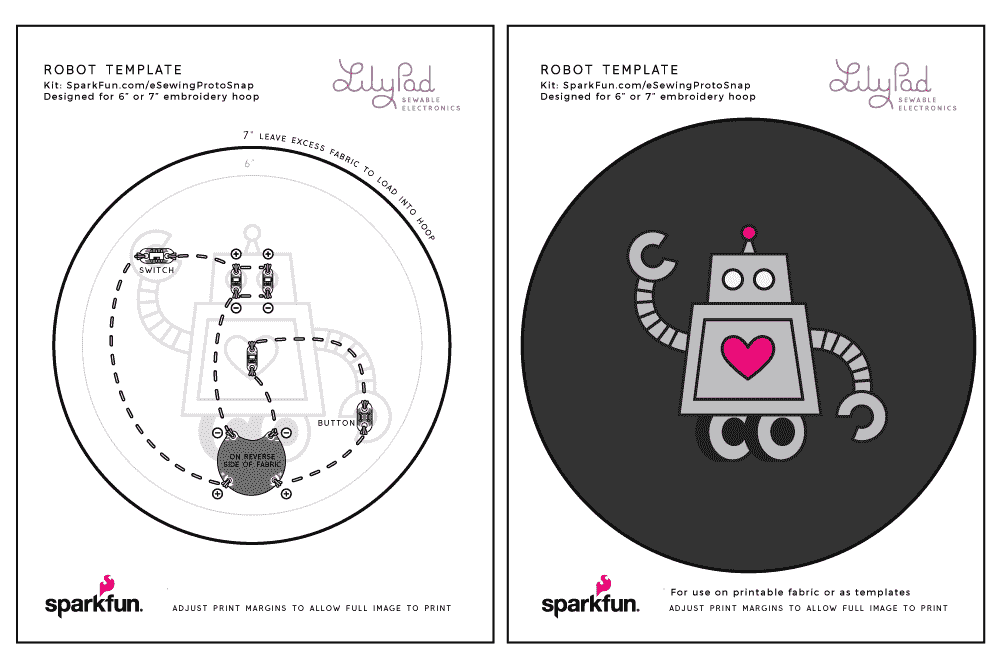 ROBOT TEMPLATE
Kit: SparkFun.com/eSewingProtoSnap
Designed for 6" or 7" embroidery hoop
LilyPad
SEWABLE
ELECTRONICS
7" LEAVE EXCESS FABRIC TO LOAD INTO HOOP
6"
SWITCH
+ +
- -
BUTTON
- -
ON REVERSE
SIDE OF FABRIC
+ +
sparkfun.
ADJUST PRINT MARGINS TO ALLOW FULL IMAGE TO PRINT
ROBOT TEMPLATE
Kit: SparkFun.com/eSewingProtoSnap
Designed for 6" or 7" embroidery hoop
LilyPad
SEWABLE
ELECTRONICS
sparkfun.
For use on printable fabric or as templates
ADJUST PRINT MARGINS TO ALLOW FULL IMAGE TO PRINT